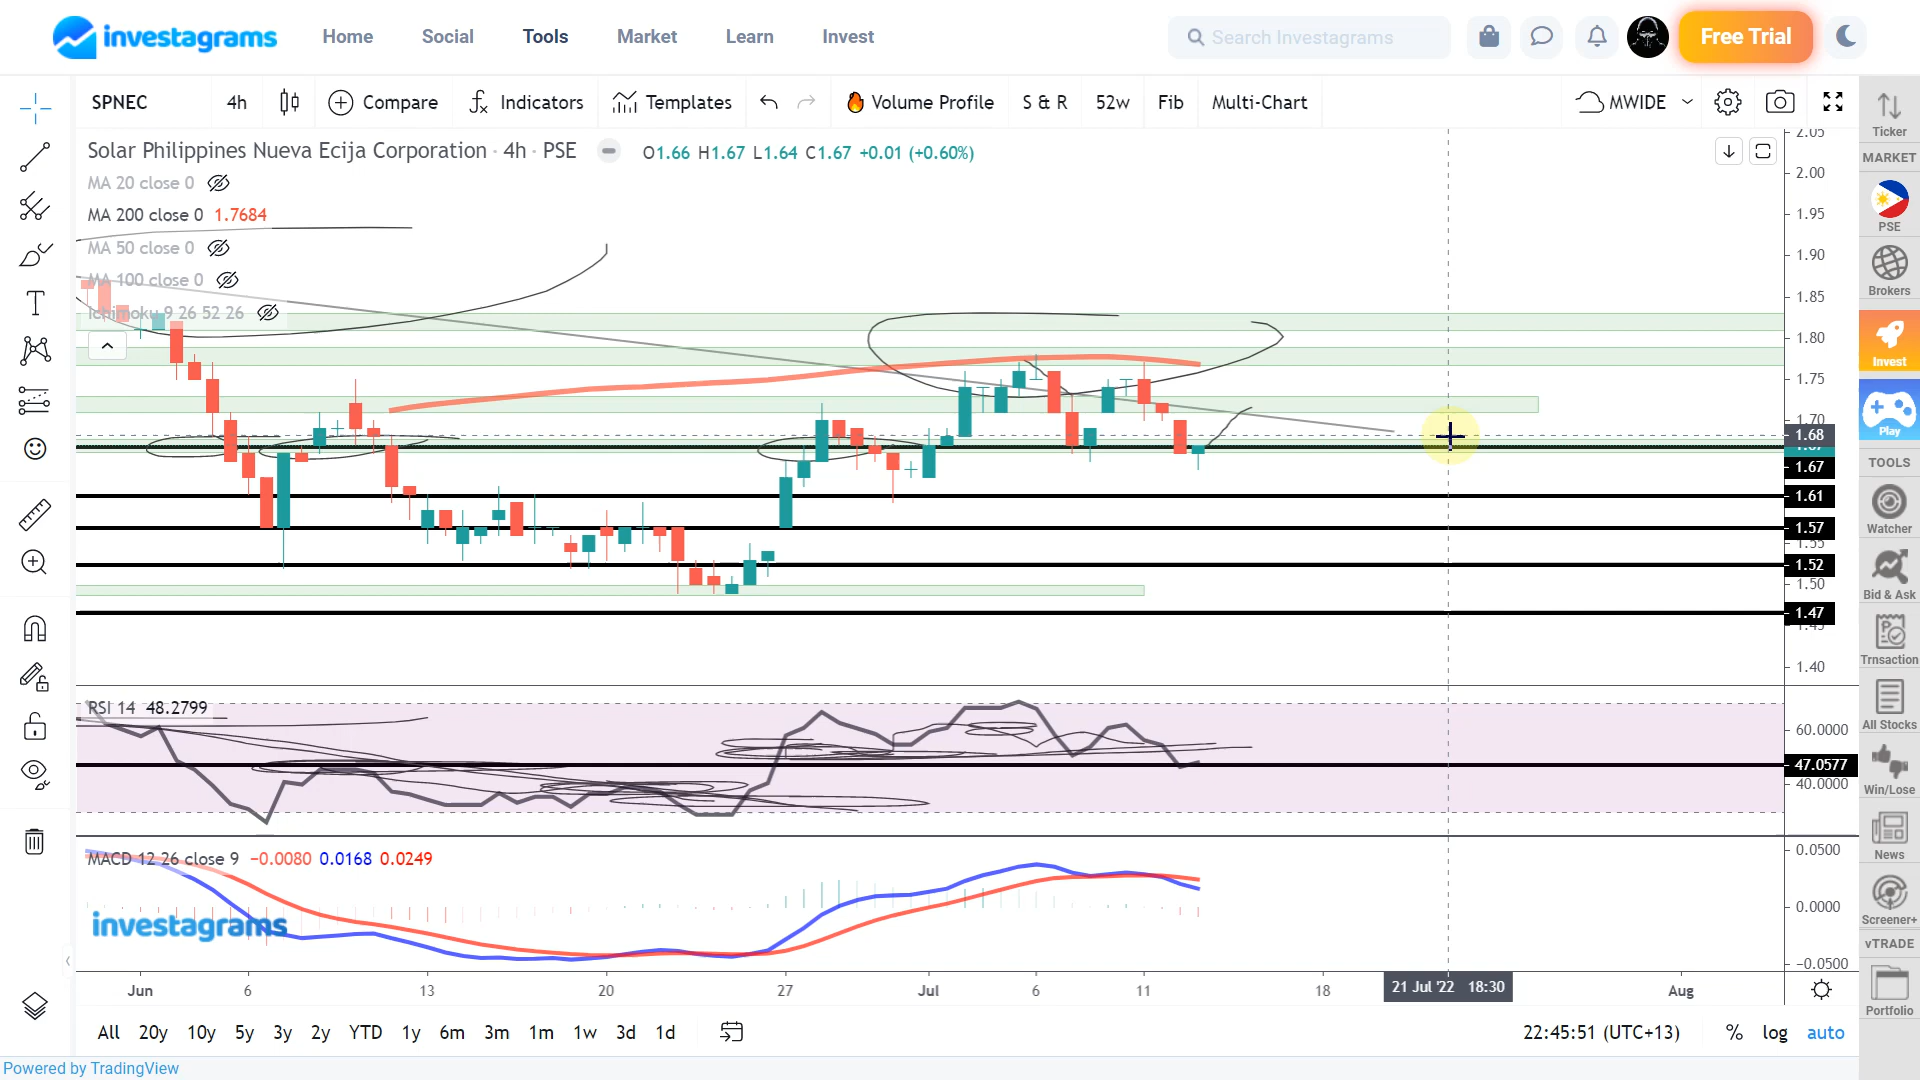 investagrams Home Social Tools Market Learn Invest Search Investagrams Free Trial
SPNEC 4h Compare Indicators Templates Volume Profile S & R 52w Fib Multi-Chart MWIDE
Solar Philippines Nueva Ecija Corporation · 4h · PSE O1.66 H1.67 L1.64 C1.67 +0.01 (+0.60%)
MA 20 close 0
MA 200 close 0 1.7684
MA 50 close 0
MA 100 close 0
Ichimoku 9 26 52 26
2.05
2.00
1.95
1.90
1.85
1.80
1.75
1.70
1.68
1.67
1.61
1.57
1.55
1.52
1.50
1.47
1.45
1.40
RSI 14 48.2799
60.0000
47.0577
40.0000
MACD 12 26 close 9 −0.0080 0.0168 0.0249
0.0500
0.0000
−0.0500
investagrams
Jun 6 13 20 27 Jul 6 11 18 21 Jul '22 18:30 Aug
All 20y 10y 5y 3y 2y YTD 1y 6m 3m 1m 1w 3d 1d 22:45:51 (UTC+13) % log auto
Powered by TradingView
Ticker
MARKET
PSE
Brokers
Invest
Play
TOOLS
Watcher
Bid & Ask
Trnsaction
All Stocks
Win/Lose
News
Screener+
vTRADE
Portfolio